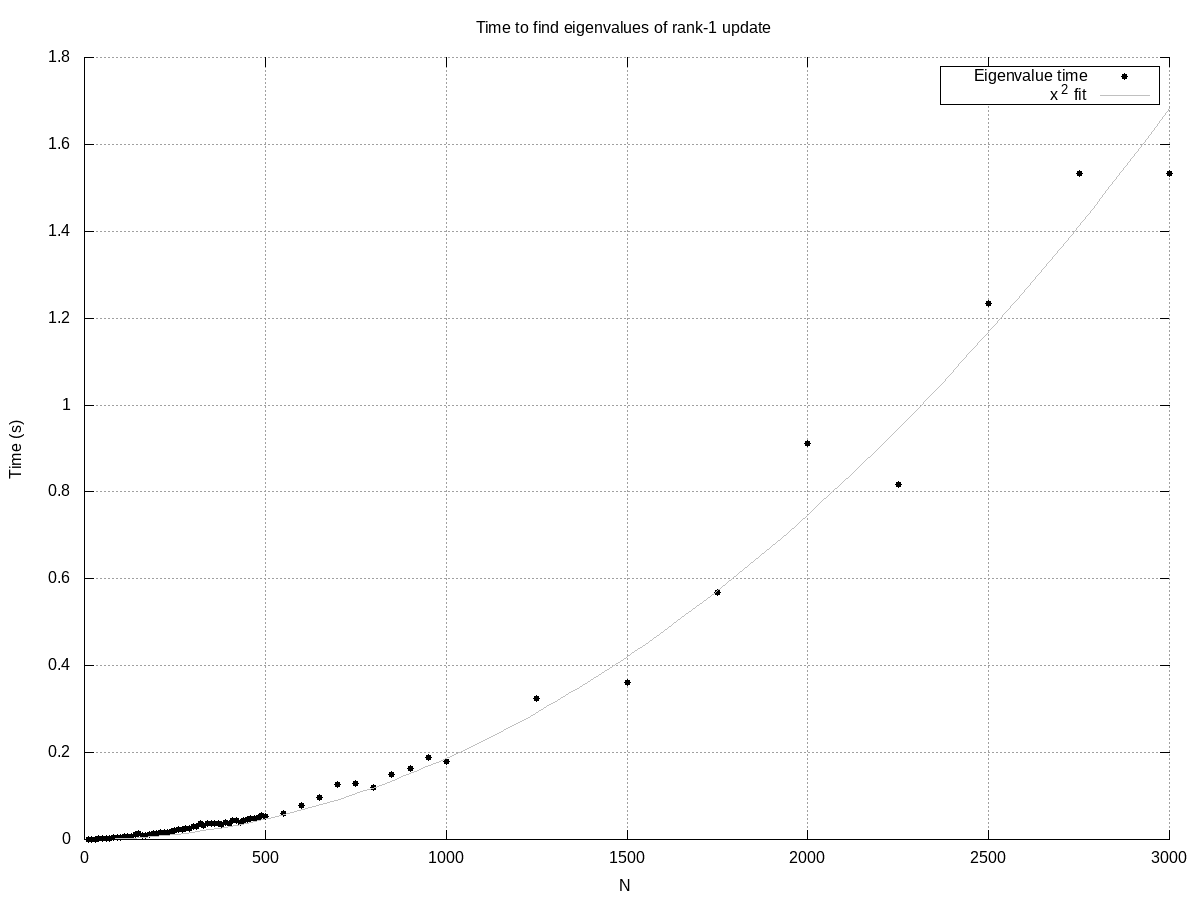 Time to find eigenvalues of rank-1 update
1.8
1.6
1.4
1.2
1
0.8
0.6
0.4
0.2
0
Time (s)
Eigenvalue time
x² fit
0 500 1000 1500 2000 2500 3000
N